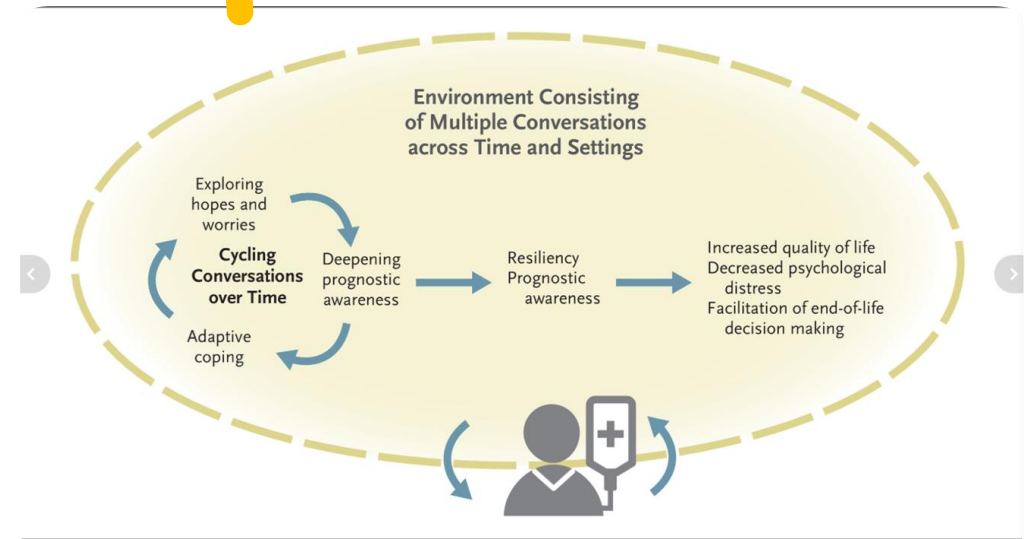 Environment Consisting
of Multiple Conversations
across Time and Settings
Exploring
hopes and
worries
Cycling
Conversations
over Time
Deepening
prognostic
awareness
Adaptive
coping
Resiliency
Prognostic
awareness
Increased quality of life
Decreased psychological
distress
Facilitation of end-of-life
decision making